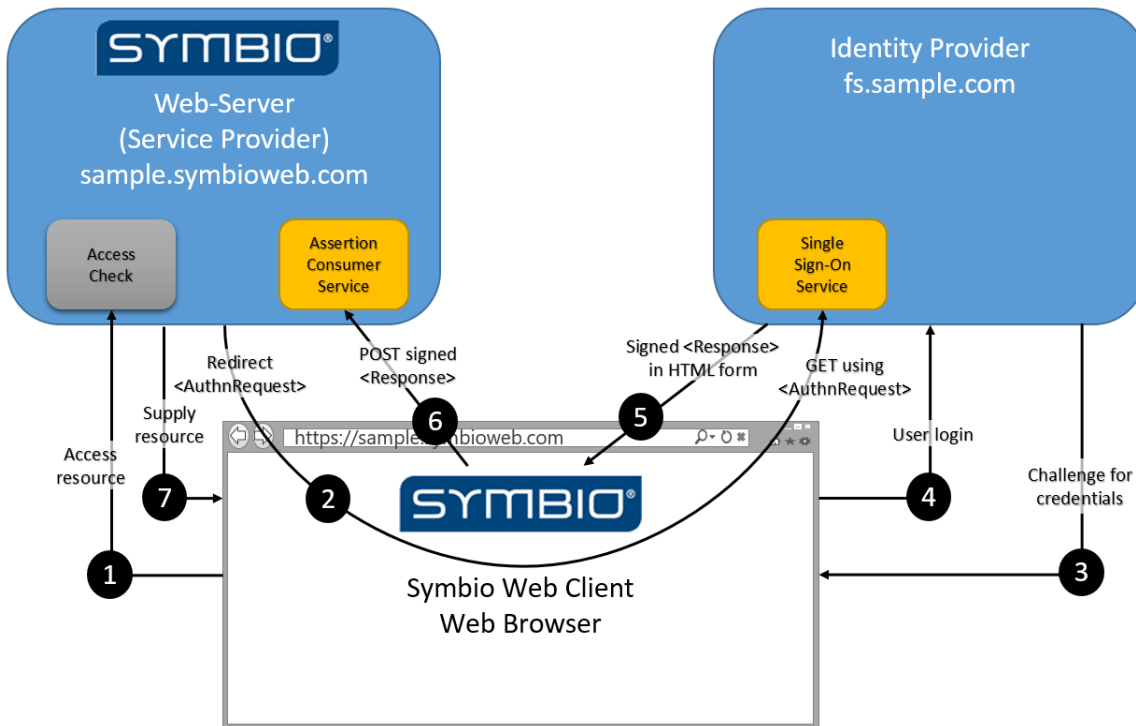 SYMBIO®
Web-Server
(Service Provider)
sample.symbioweb.com
Access
Check
Assertion
Consumer
Service
Identity Provider
fs.sample.com
Single
Sign-On
Service
Redirect
<AuthnRequest>
POST signed
<Response>
Signed <Response>
in HTML form
GET using
<AuthnRequest>
Supply
resource
Access
resource
User login
Challenge for
credentials
6
5
https://sample.symbioweb.com
7
2
SYMBIO®
4
1
3
Symbio Web Client
Web Browser